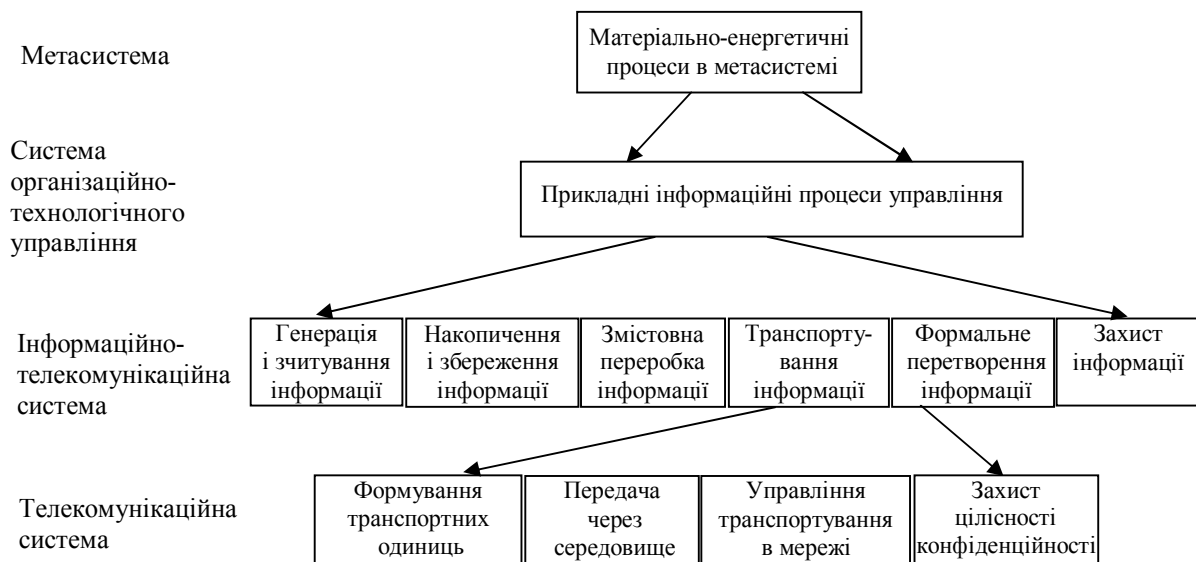 Метасистема
Матеріально-енергетичні
процеси в метасистемі
Система
організаційно-
технологічного
управління
Прикладні інформаційні процеси управління
Інформаційно-
телекомунікаційна
система
Генерація
і зчитування
інформації
Накопичення
і збереження
інформації
Змістовна
переробка
інформації
Транспорту-
вання
інформації
Формальне
перетворення
інформації
Захист
інформації
Телекомунікаційна
система
Формування
транспортних
одиниць
Передача
через
середовище
Управління
транспортування
в мережі
Захист
цілісності
конфіденційності